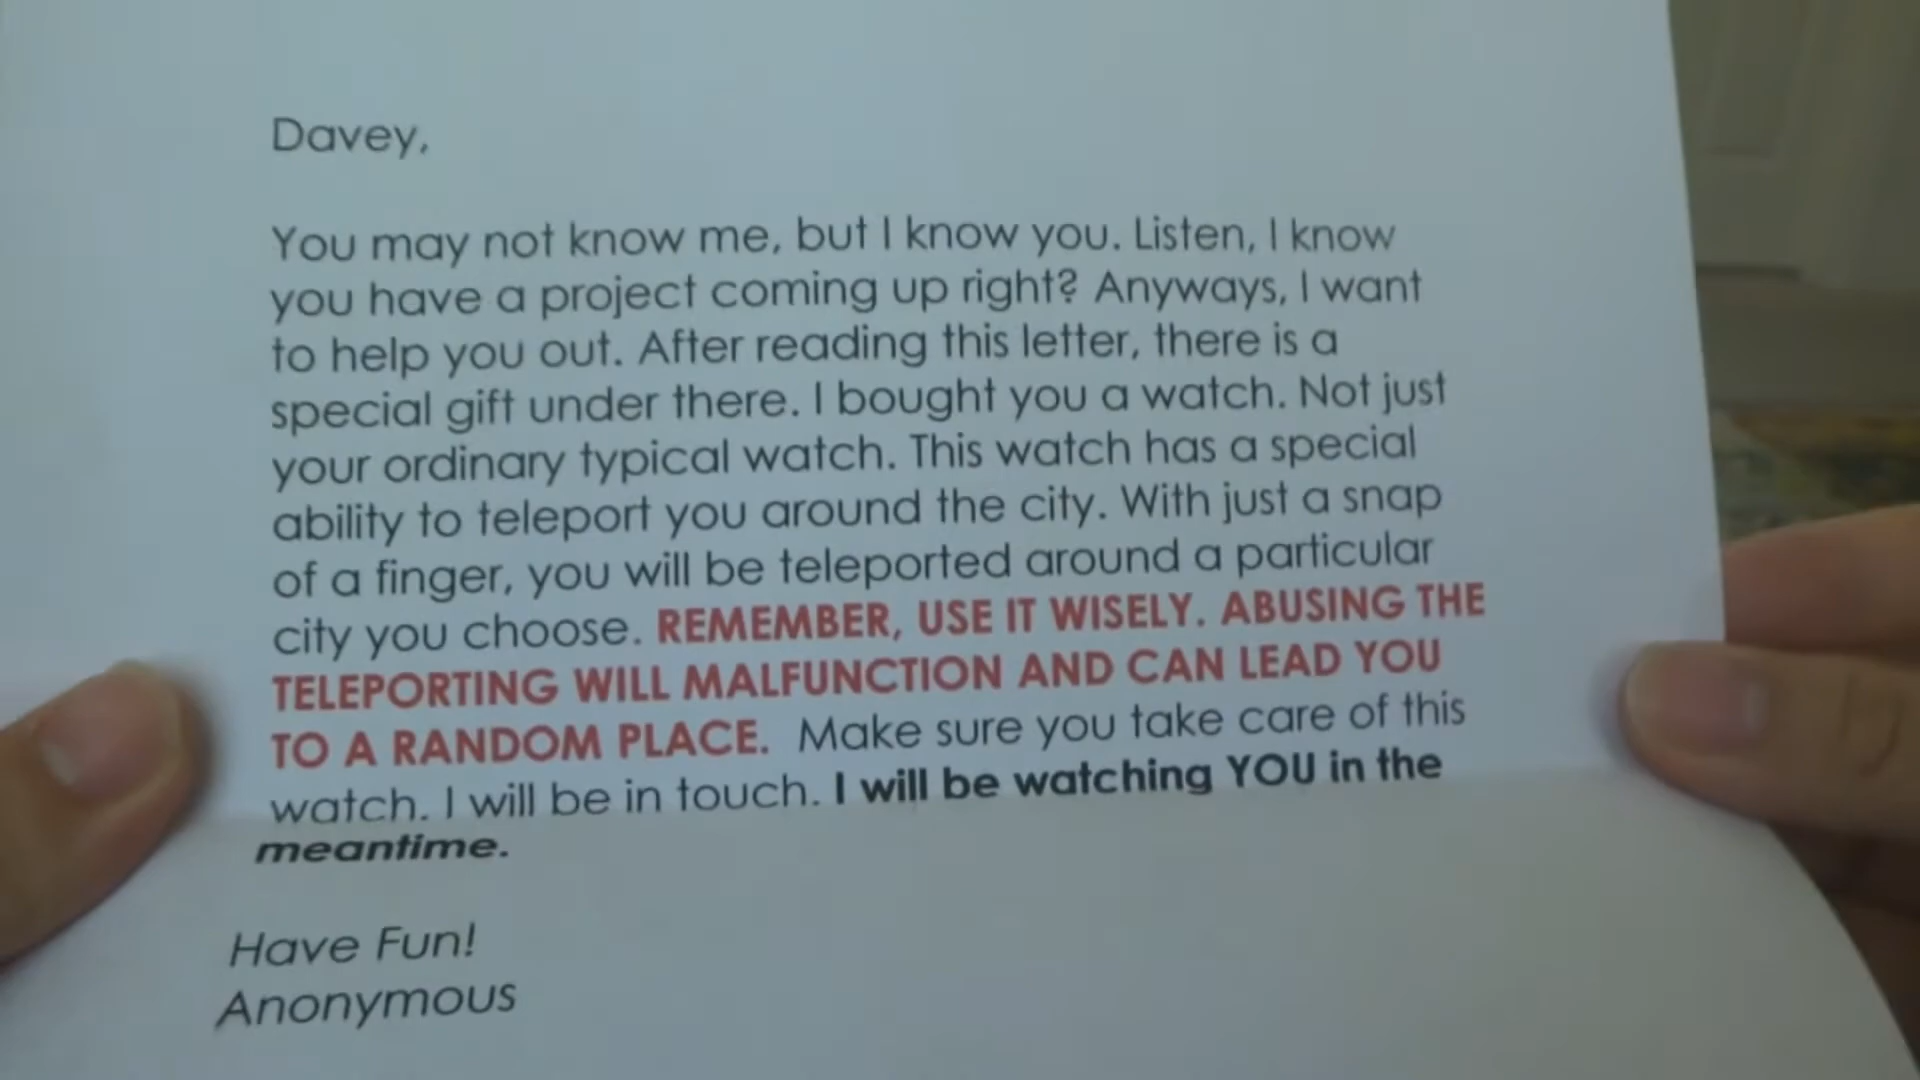 Davey,
You may not know me, but I know you. Listen, I know
you have a project coming up right? Anyways, I want
to help you out. After reading this letter, there is a
special gift under there. I bought you a watch. Not just
your ordinary typical watch. This watch has a special
ability to teleport you around the city. With just a snap
of a finger, you will be teleported around a particular
city you choose. REMEMBER, USE IT WISELY. ABUSING THE
TELEPORTING WILL MALFUNCTION AND CAN LEAD YOU
TO A RANDOM PLACE. Make sure you take care of this
watch. I will be in touch. I will be watching YOU in the
meantime.
Have Fun!
Anonymous